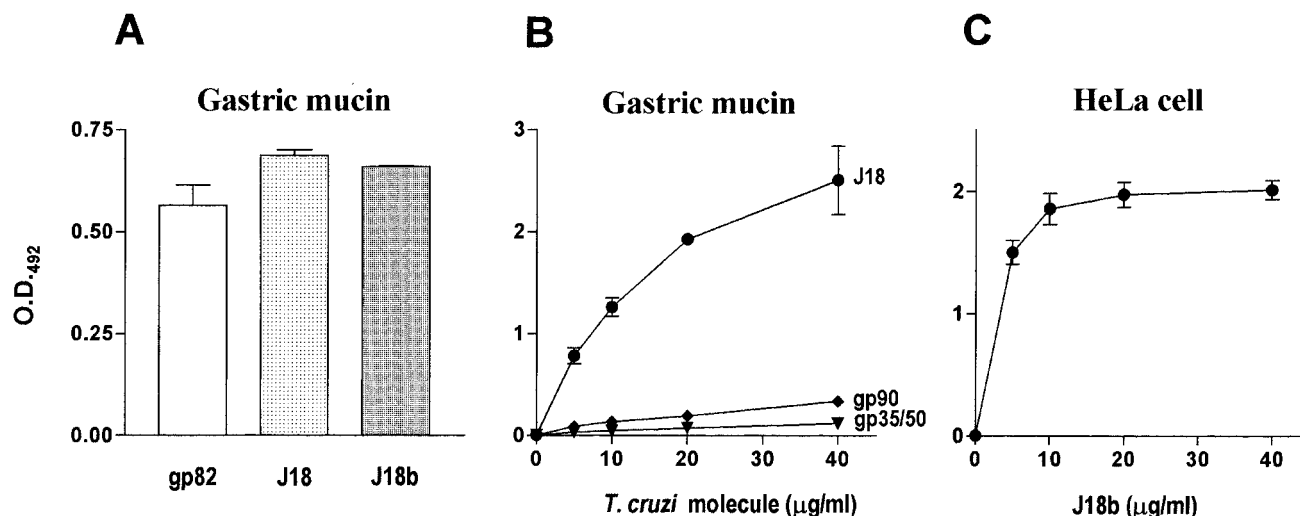 A
B
C
Gastric mucin
Gastric mucin
HeLa cell
O.D.492
0.75
0.50
0.25
0.00
gp82
J18
J18b
3
2
1
0
J18
gp90
gp35/50
0
10
20
30
40
T. cruzi molecule (μg/ml)
2
1
0
0
10
20
30
40
J18b (μg/ml)